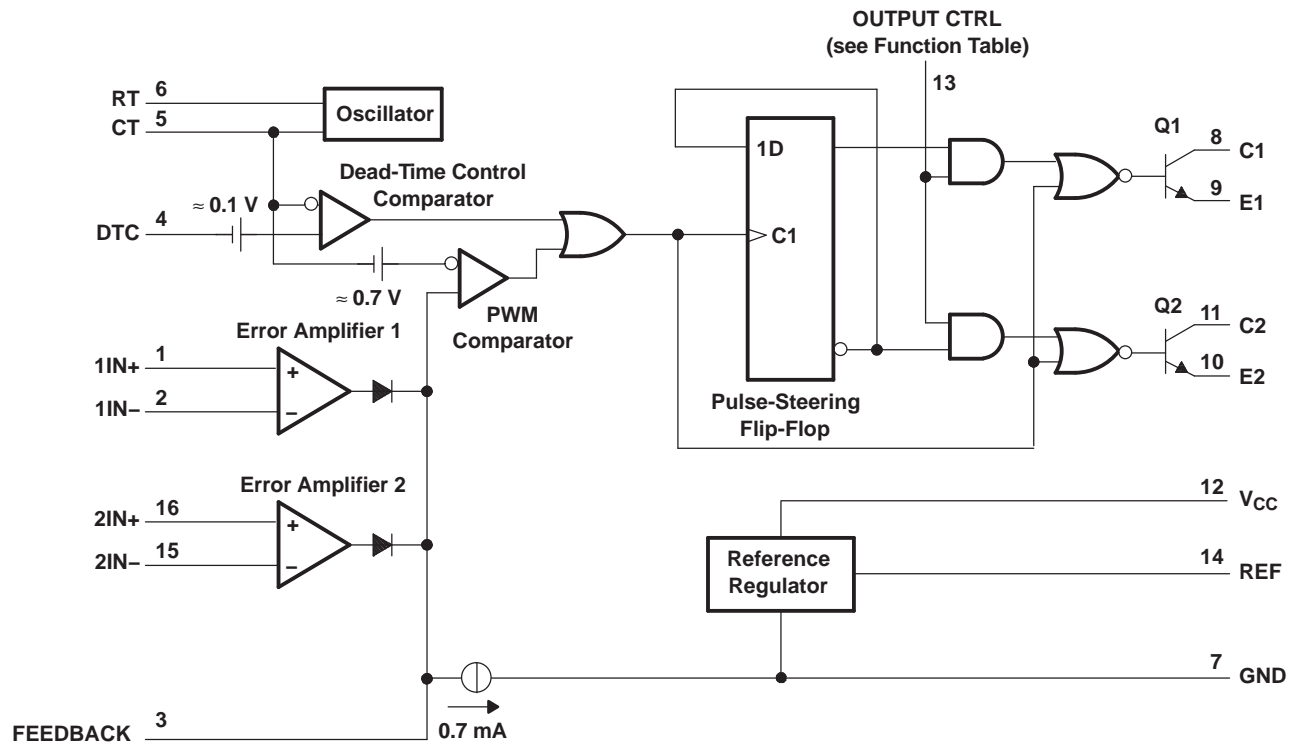 OUTPUT CTRL
(see Function Table)
13
RT 6
CT 5
Oscillator
Dead-Time Control
Comparator
≈ 0.1 V
DTC 4
≈ 0.7 V
PWM
Comparator
1D
C1
Pulse-Steering
Flip-Flop
Q1
8 C1
9 E1
Q2
11 C2
10 E2
Error Amplifier 1
1IN+ 1
1IN− 2
+
−
Error Amplifier 2
2IN+ 16
2IN− 15
+
−
12 VCC
Reference
Regulator
14 REF
7 GND
0.7 mA
FEEDBACK 3